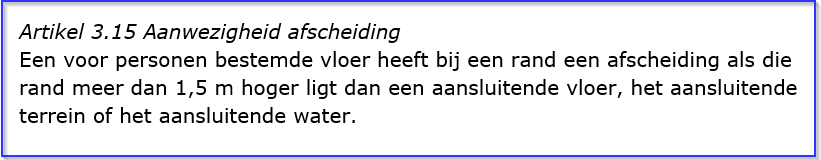 Artikel 3.15 Aanwezigheid afscheiding
Een voor personen bestemde vloer heeft bij een rand een afscheiding als die
rand meer dan 1,5 m hoger ligt dan een aansluitende vloer, het aansluitende
terrein of het aansluitende water.